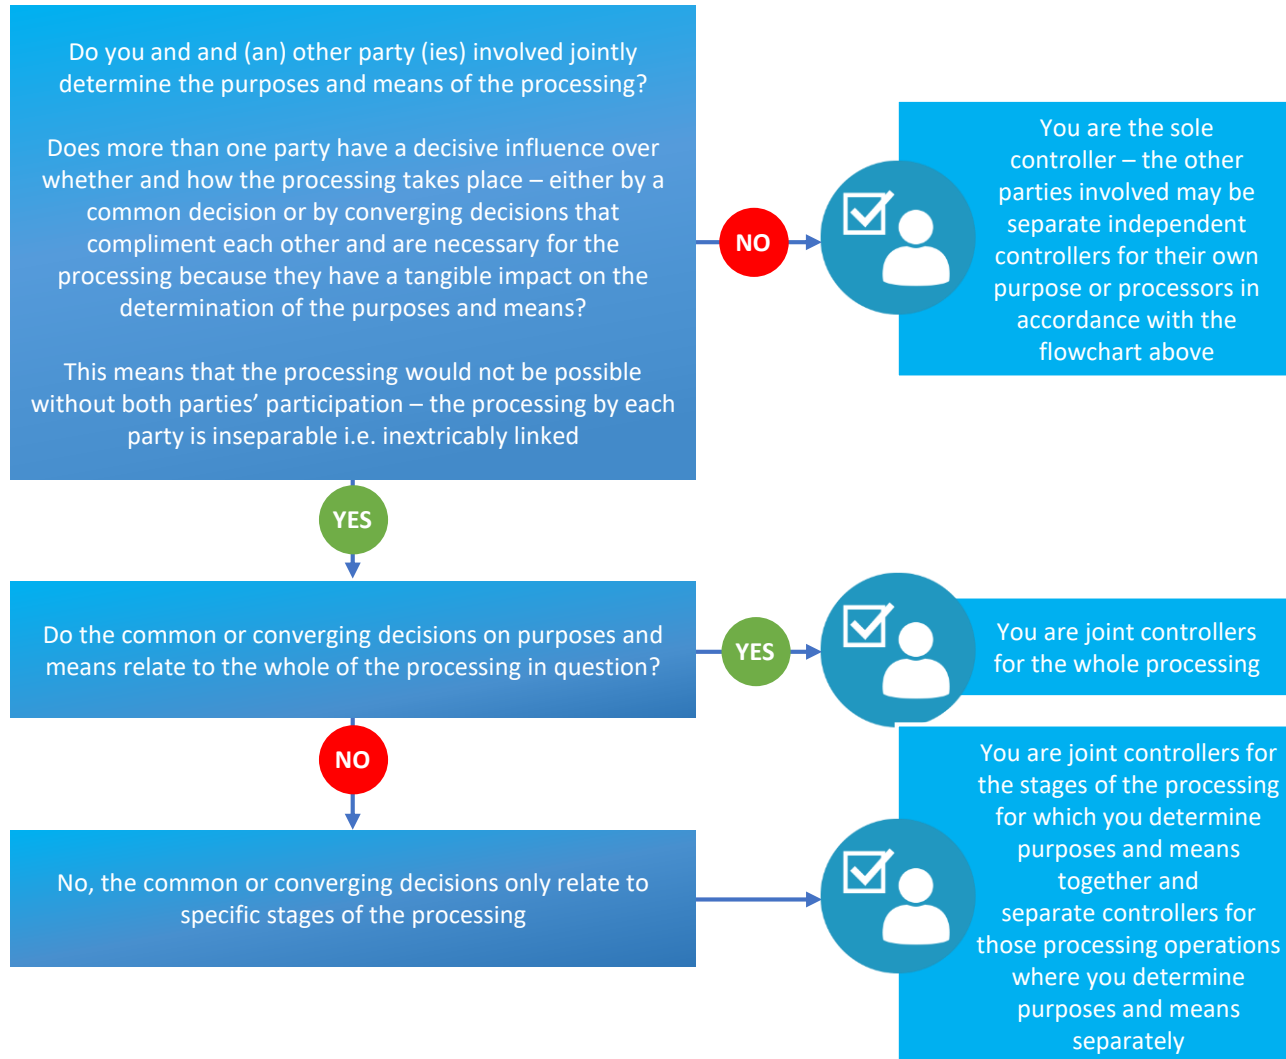 Do you and and (an) other party (ies) involved jointly
determine the purposes and means of the processing?
Does more than one party have a decisive influence over
whether and how the processing takes place – either by a
common decision or by converging decisions that
compliment each other and are necessary for the
processing because they have a tangible impact on the
determination of the purposes and means?
This means that the processing would not be possible
without both parties’ participation – the processing by each
party is inseparable i.e. inextricably linked
NO
You are the sole
controller – the other
parties involved may be
separate independent
controllers for their own
purpose or processors in
accordance with the
flowchart above
YES
Do the common or converging decisions on purposes and
means relate to the whole of the processing in question?
YES
You are joint controllers
for the whole processing
NO
No, the common or converging decisions only relate to
specific stages of the processing
You are joint controllers for
the stages of the processing
for which you determine
purposes and means
together and
separate controllers for
those processing operations
where you determine
purposes and means
separately